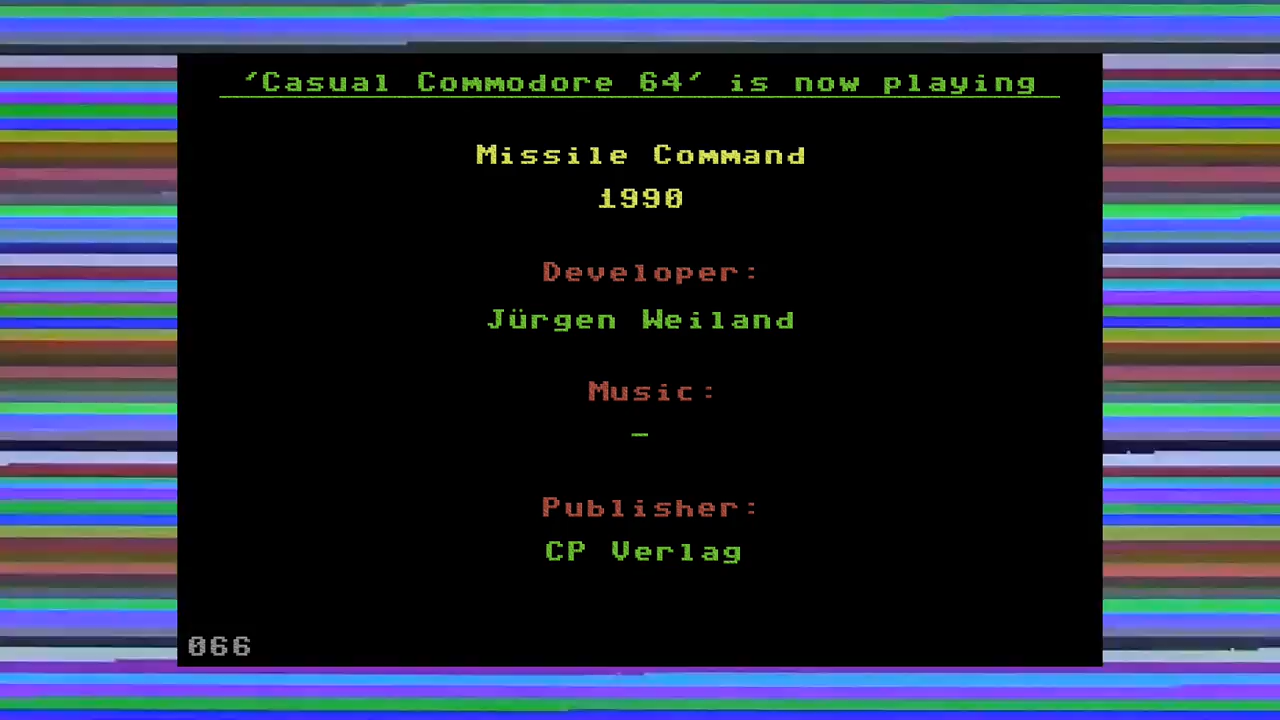 'Casual Commodore 64' is now playing
Missile Command
1990
Developer:
Jürgen Weiland
Music:
-
Publisher:
CP Verlag
066